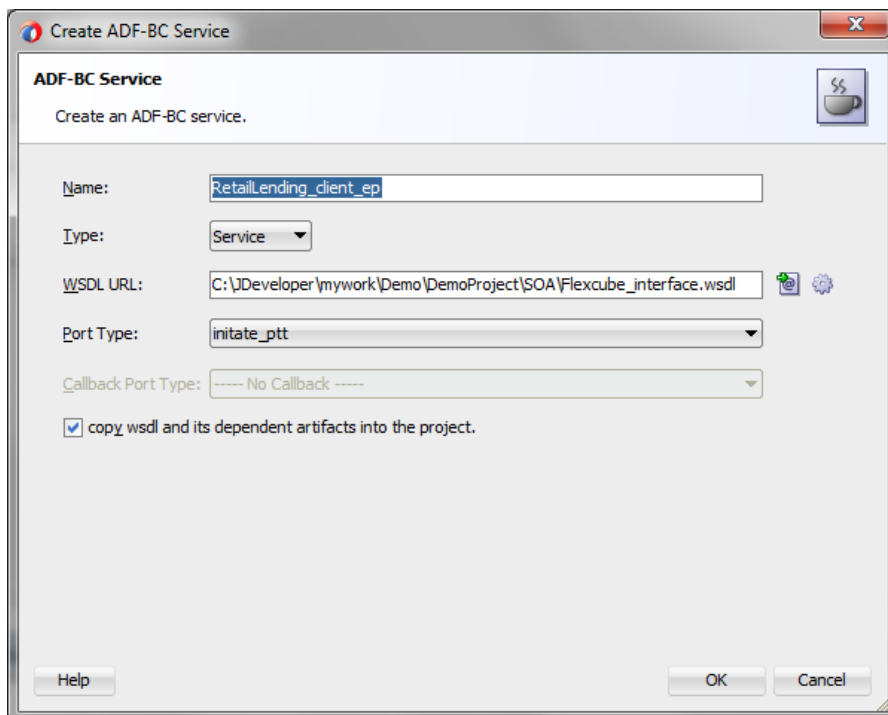 Create ADF-BC Service
ADF-BC Service
Create an ADF-BC service.
Name: RetailLending_client_ep
Type: Service
WSDL URL: C:\JDeveloper\mywork\Demo\DemoProject\SOA\Flexcube_interface.wsdl
Port Type: initate_ptt
Callback Port Type: ----- No Callback -----
copy wsdl and its dependent artifacts into the project.
Help OK Cancel